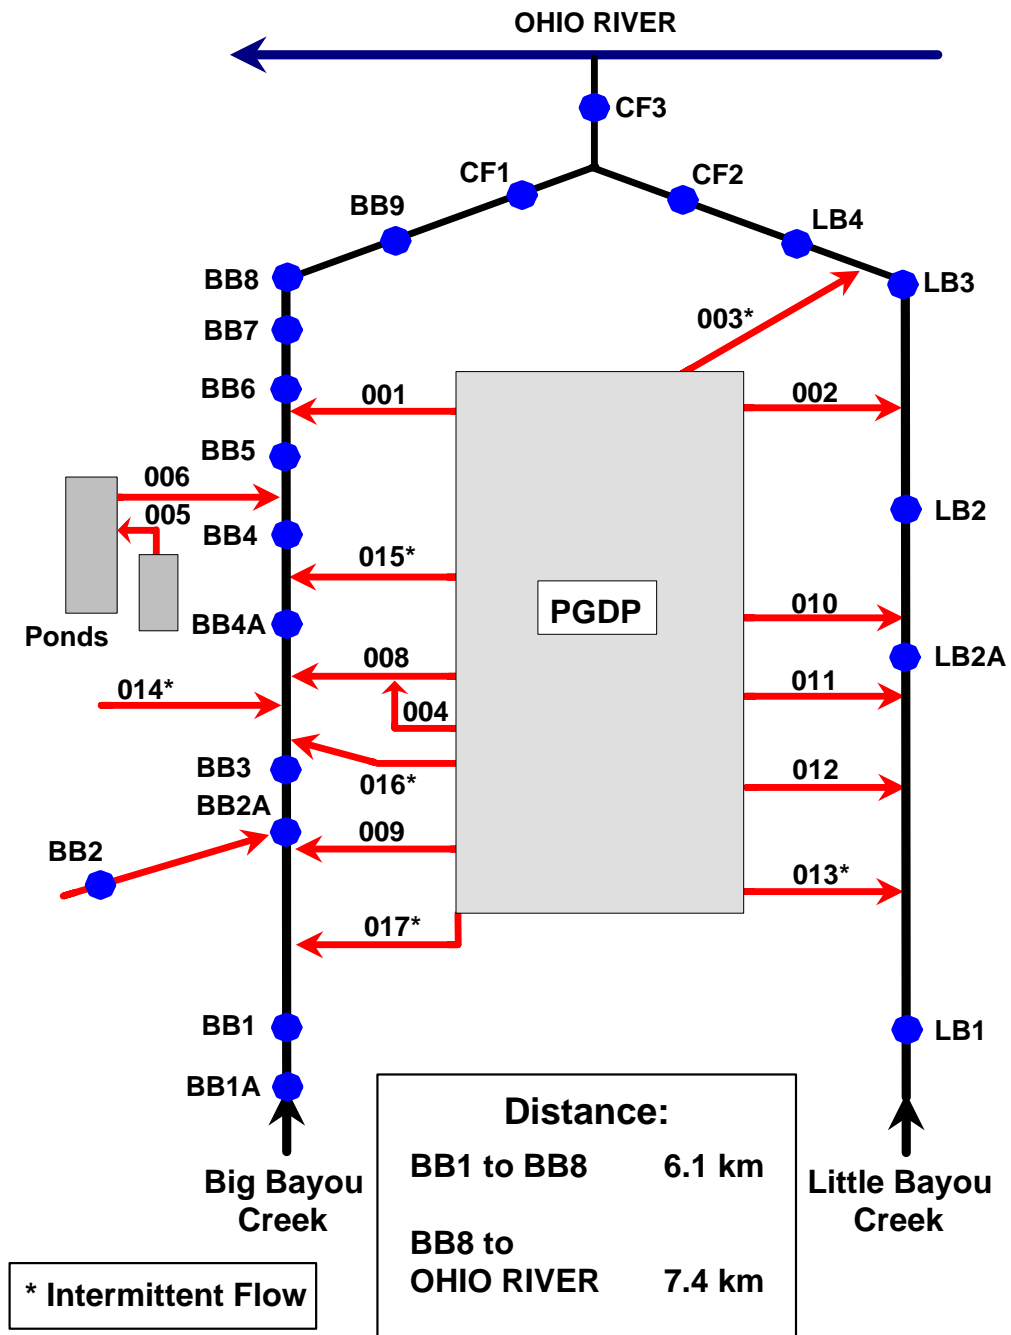 OHIO RIVER
CF3
CF1
CF2
BB9
LB4
BB8
LB3
003*
BB7
BB6
001
002
BB5
006
005
LB2
BB4
015*
Ponds
BB4A
PGDP
010
008
LB2A
014*
011
004
BB3
016*
012
BB2A
009
BB2
013*
017*
BB1
LB1
BB1A
Distance:
BB1 to BB8 6.1 km
BB8 to
OHIO RIVER 7.4 km
Big Bayou
Creek
Little Bayou
Creek
* Intermittent Flow